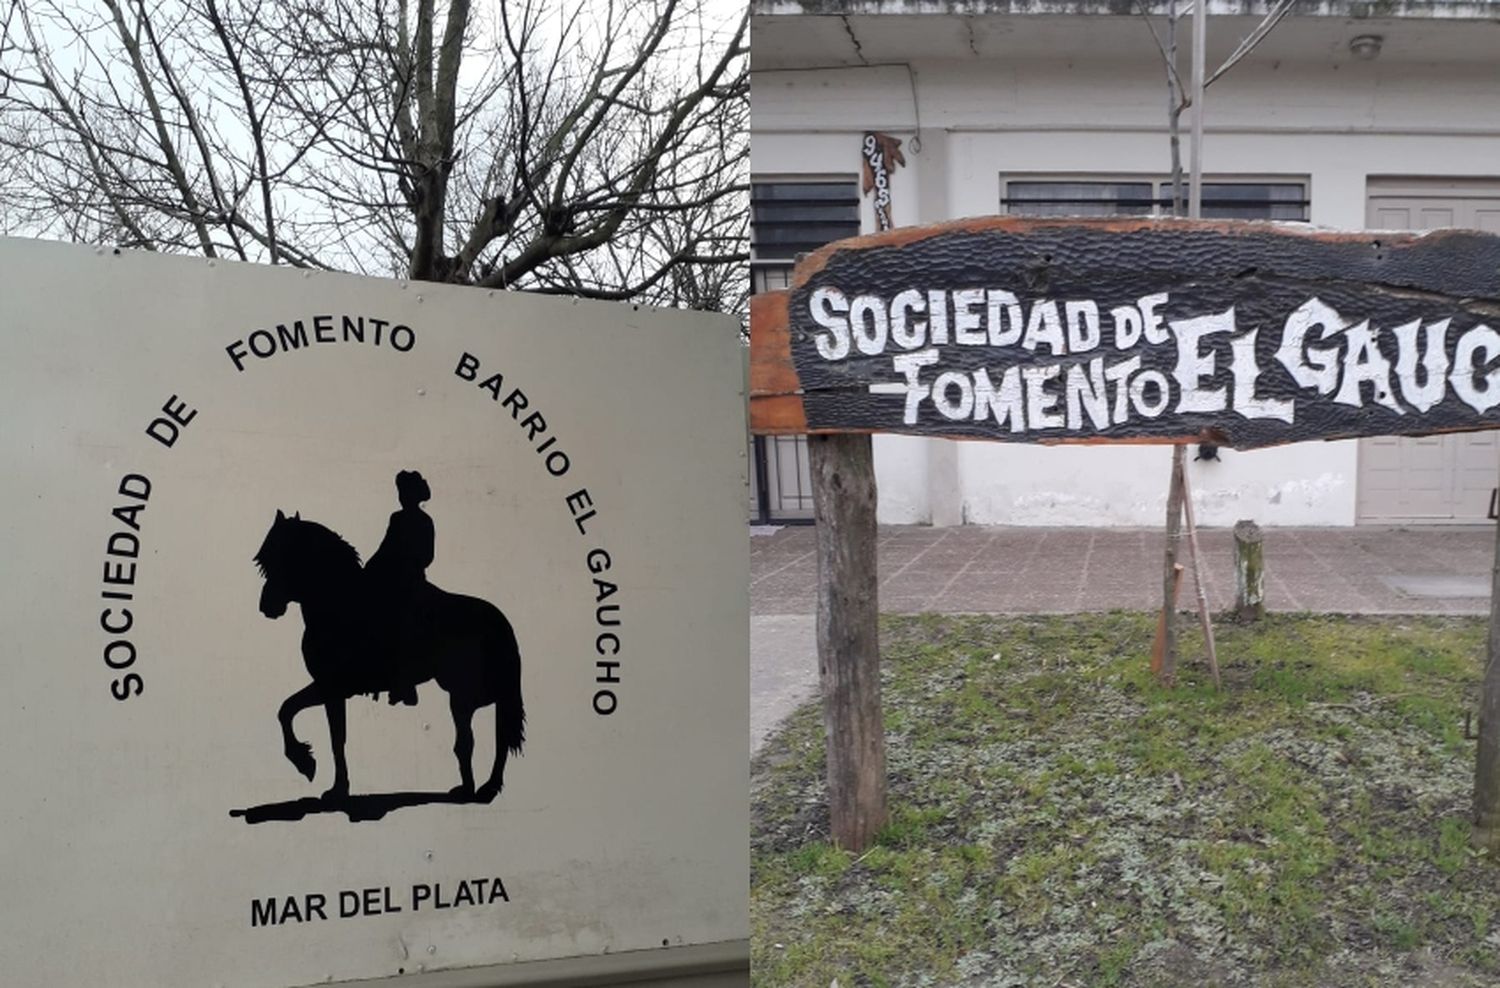 SOCIEDAD DE FOMENTO BARRIO EL GAUCHO
MAR DEL PLATA
SOCIEDAD DE
FOMENTO EL GAUC